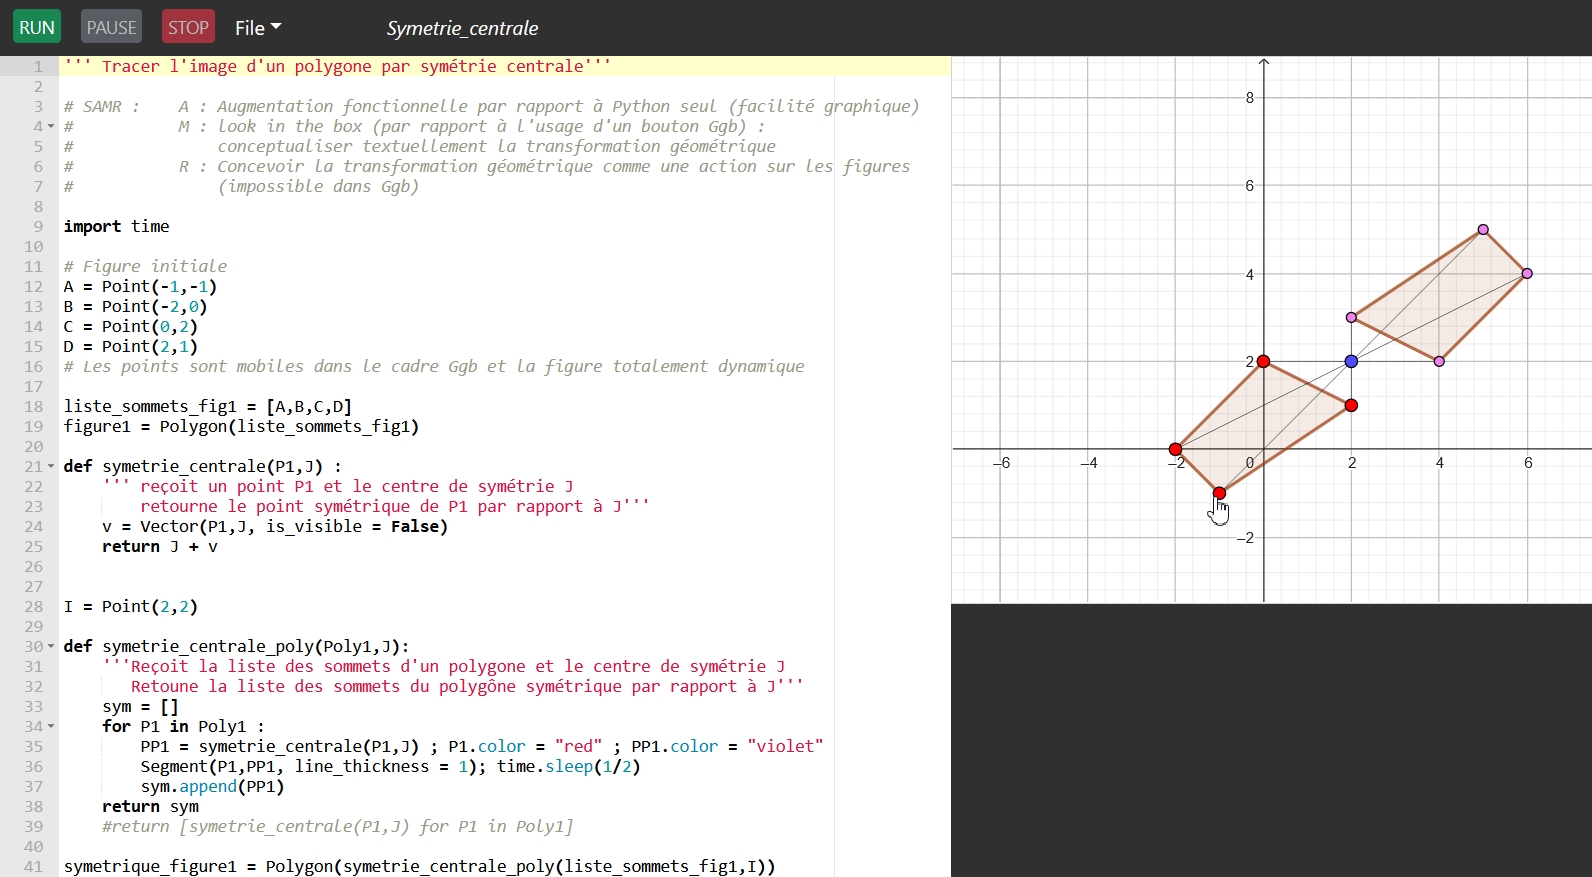 RUN PAUSE STOP File Symetrie_centrale
1 ''' Tracer l'image d'un polygone par symétrie centrale'''
2
3 # SAMR :    A : Augmentation fonctionnelle par rapport à Python seul (facilité graphique)
4 #           M : look in the box (par rapport à l'usage d'un bouton Ggb) :
5 #               conceptualiser textuellement la transformation géométrique
6 #           R : Concevoir la transformation géométrique comme une action sur les figures
7 #               (impossible dans Ggb)
8
9 import time
10
11 # Figure initiale
12 A = Point(-1,-1)
13 B = Point(-2,0)
14 C = Point(0,2)
15 D = Point(2,1)
16 # Les points sont mobiles dans le cadre Ggb et la figure totalement dynamique
17
18 liste_sommets_fig1 = [A,B,C,D]
19 figure1 = Polygon(liste_sommets_fig1)
20
21 def symetrie_centrale(P1,J) :
22     ''' reçoit un point P1 et le centre de symétrie J
23         retourne le point symétrique de P1 par rapport à J'''
24     v = Vector(P1,J, is_visible = False)
25     return J + v
26
27
28 I = Point(2,2)
29
30 def symetrie_centrale_poly(Poly1,J):
31     '''Reçoit la liste des sommets d'un polygone et le centre de symétrie J
32        Retoune la liste des sommets du polygône symétrique par rapport à J'''
33     sym = []
34     for P1 in Poly1 :
35         PP1 = symetrie_centrale(P1,J) ; P1.color = "red" ; PP1.color = "violet"
36         Segment(P1,PP1, line_thickness = 1); time.sleep(1/2)
37         sym.append(PP1)
38     return sym
39     #return [symetrie_centrale(P1,J) for P1 in Poly1]
40
41 symetrique_figure1 = Polygon(symetrie_centrale_poly(liste_sommets_fig1,I))
8
6
4
2
–6 –4 –2 0 2 4 6
–2